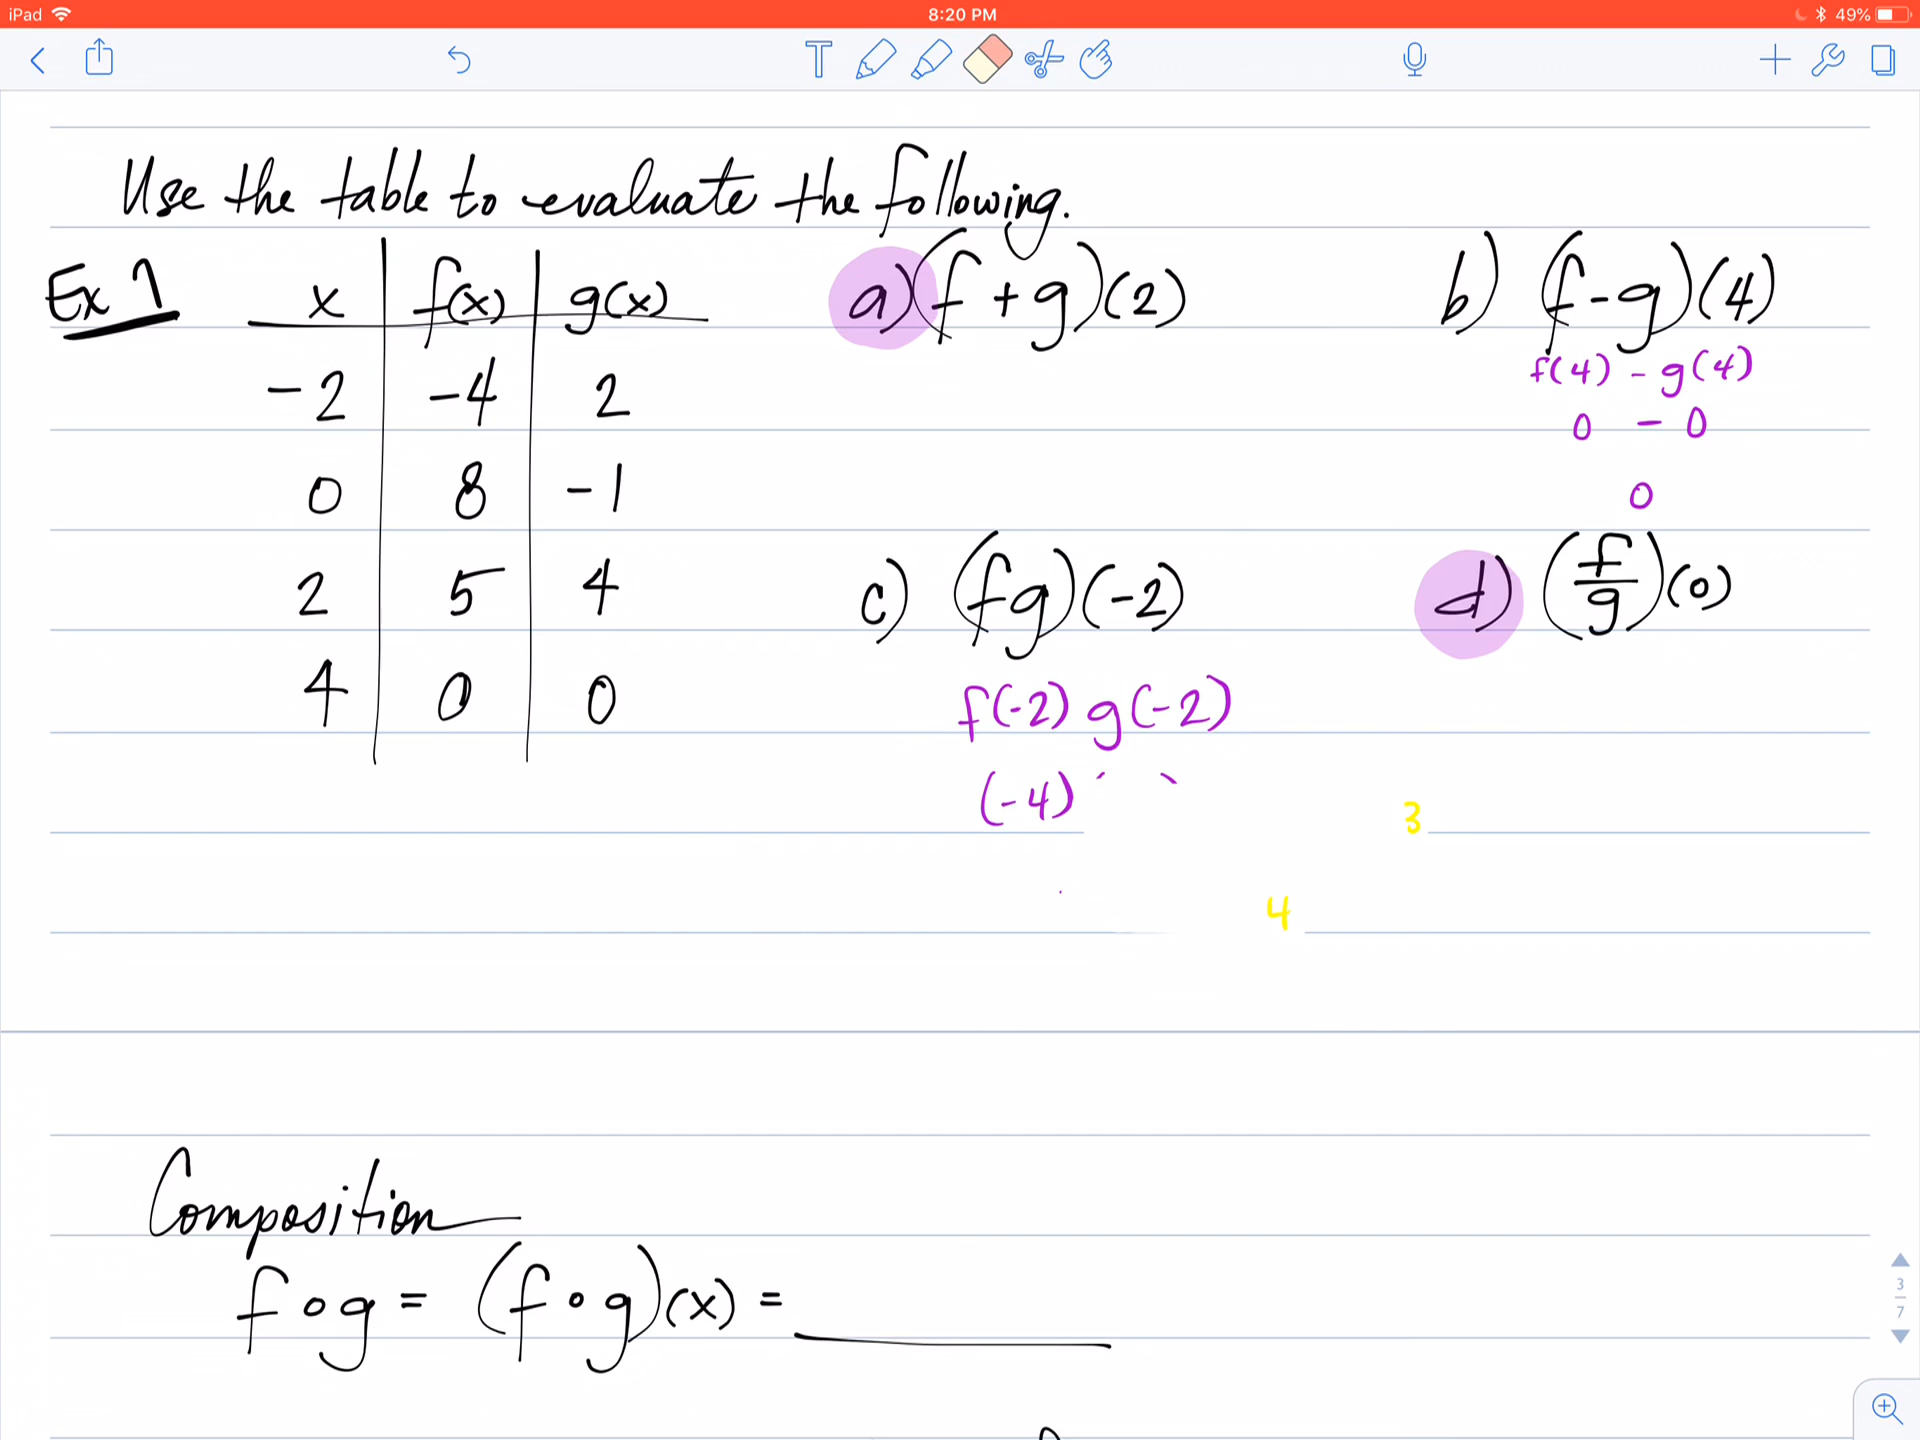 iPad 8:20 PM 49%
T
Use the table to evaluate the following.
Ex 1
x f(x) g(x)
-2 -4 2
0 8 -1
2 5 4
4 0 0
a) (f+g)(2)
b) (f-g)(4)
f(4) - g(4)
0 - 0
0
c) (fg)(-2)
f(-2) g(-2)
(-4)
d) (f/g)(0)
3
4
Composition
f∘g = (f∘g)(x) = ______
3
7